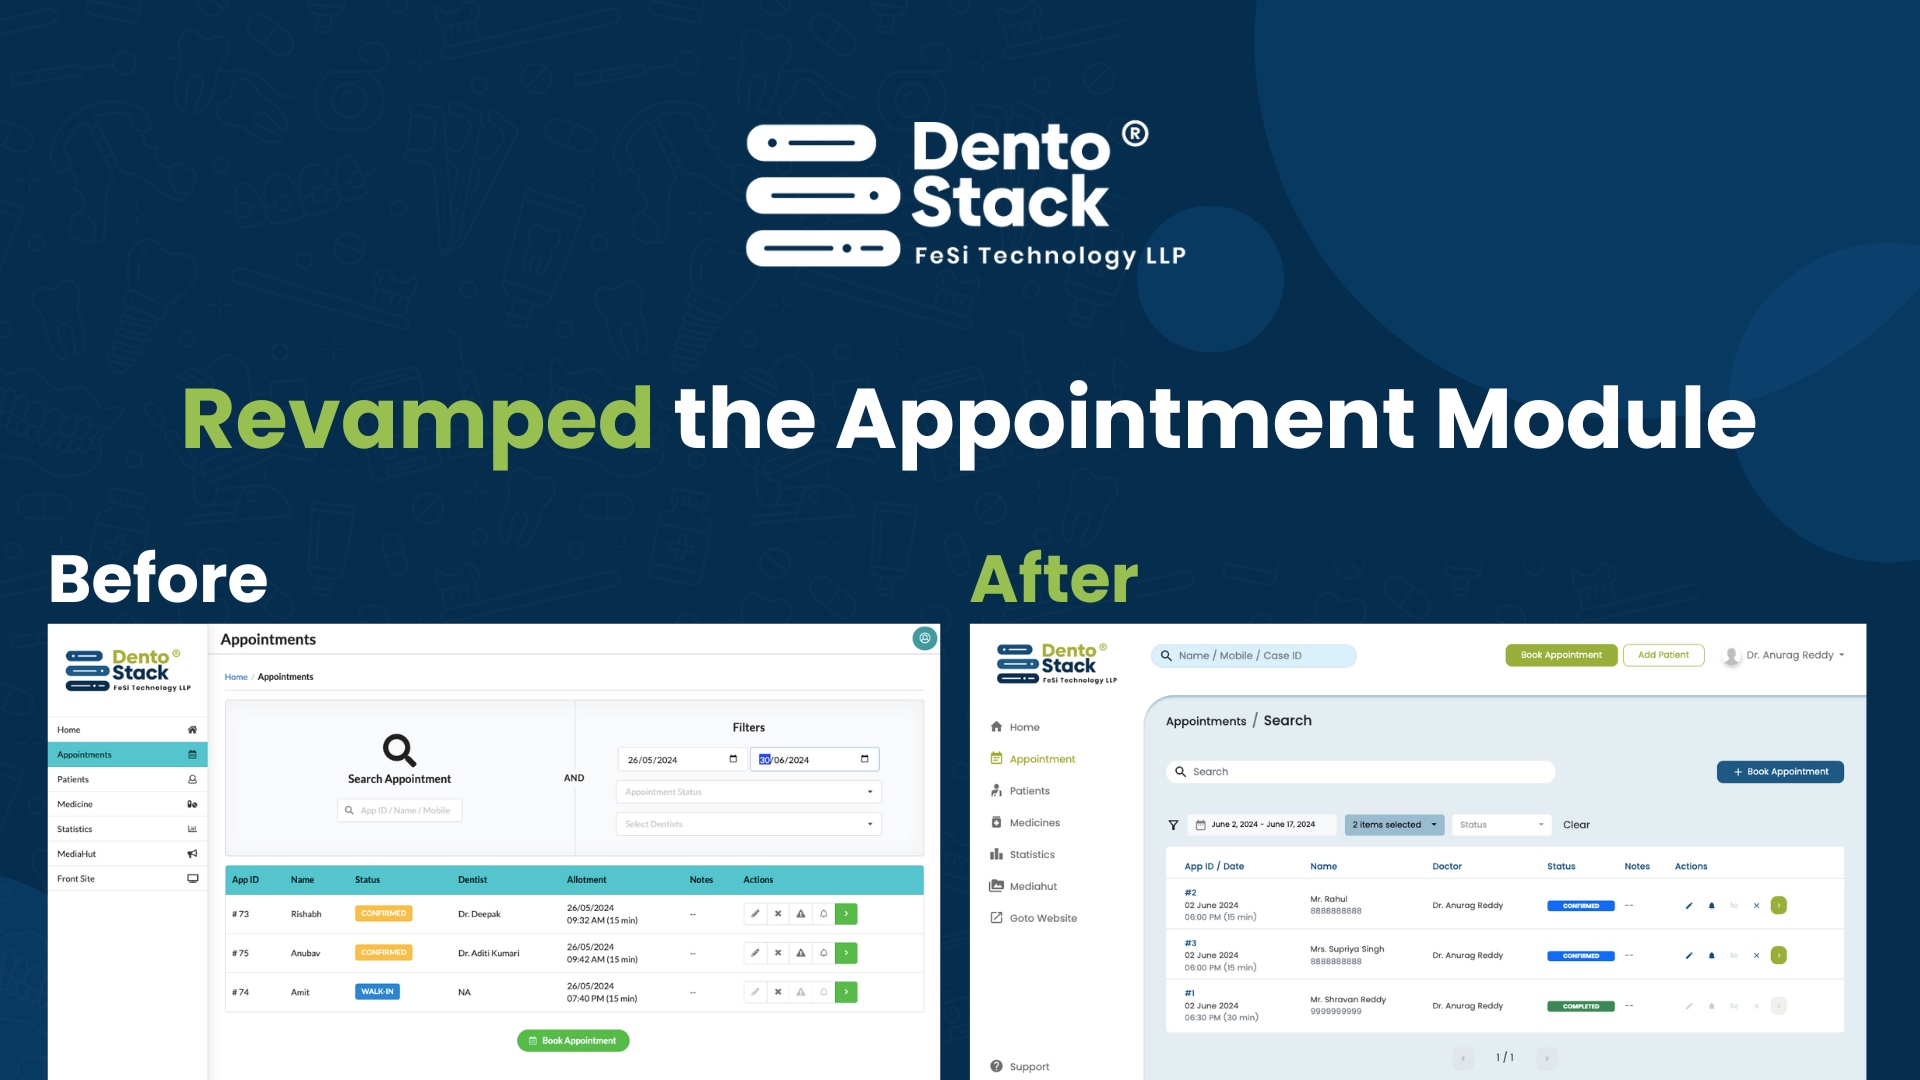 Dento ®
Stack
FeSi Technology LLP
Revamped the Appointment Module
Before
Dento ®
Stack
FeSi Technology LLP
Home
Appointments
Patients
Medicine
Statistics
MediaHut
Front Site
Appointments
Home / Appointments
Search Appointment
App ID / Name / Mobile
AND
Filters
26/05/2024 30/06/2024
Appointment Status
Select Dentists
App ID Name Status Dentist Allotment Notes Actions
# 73 Rishabh CONFIRMED Dr. Deepak 26/05/2024 --
09:32 AM (15 min)
# 75 Anubav CONFIRMED Dr. Aditi Kumari 26/05/2024 --
09:42 AM (15 min)
# 74 Amit WALK-IN NA 26/05/2024 --
07:40 PM (15 min)
Book Appointment
After
Dento ®
Stack
FeSi Technology LLP
Name / Mobile / Case ID
Book Appointment Add Patient Dr. Anurag Reddy
Home
Appointment
Patients
Medicines
Statistics
Mediahut
Goto Website
Support
Appointments / Search
Search
+ Book Appointment
June 2, 2024 - June 17, 2024 2 items selected Status Clear
App ID / Date Name Doctor Status Notes Actions
#2
02 June 2024
06:00 PM (15 min)
Mr. Rahul
8888888888
Dr. Anurag Reddy CONFIRMED --
#3
02 June 2024
06:00 PM (15 min)
Mrs. Supriya Singh
8888888888
Dr. Anurag Reddy CONFIRMED --
#1
02 June 2024
06:30 PM (30 min)
Mr. Shravan Reddy
9999999999
Dr. Anurag Reddy COMPLETED --
1 / 1